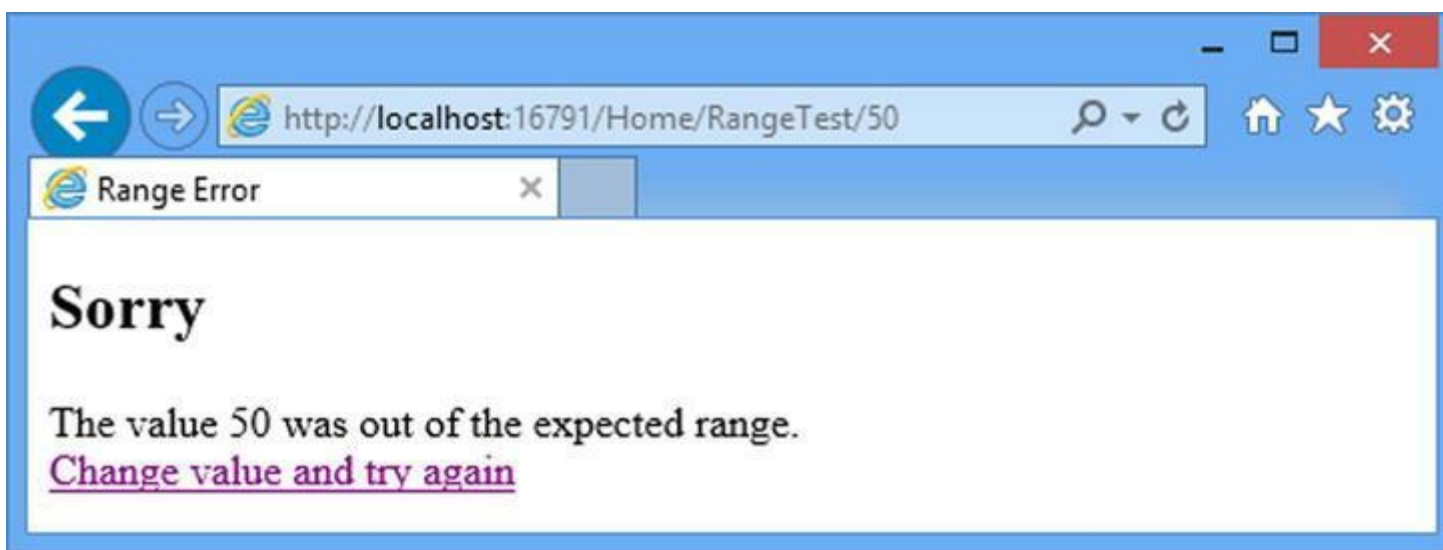 http://localhost:16791/Home/RangeTest/50
Range Error
Sorry
The value 50 was out of the expected range.
Change value and try again